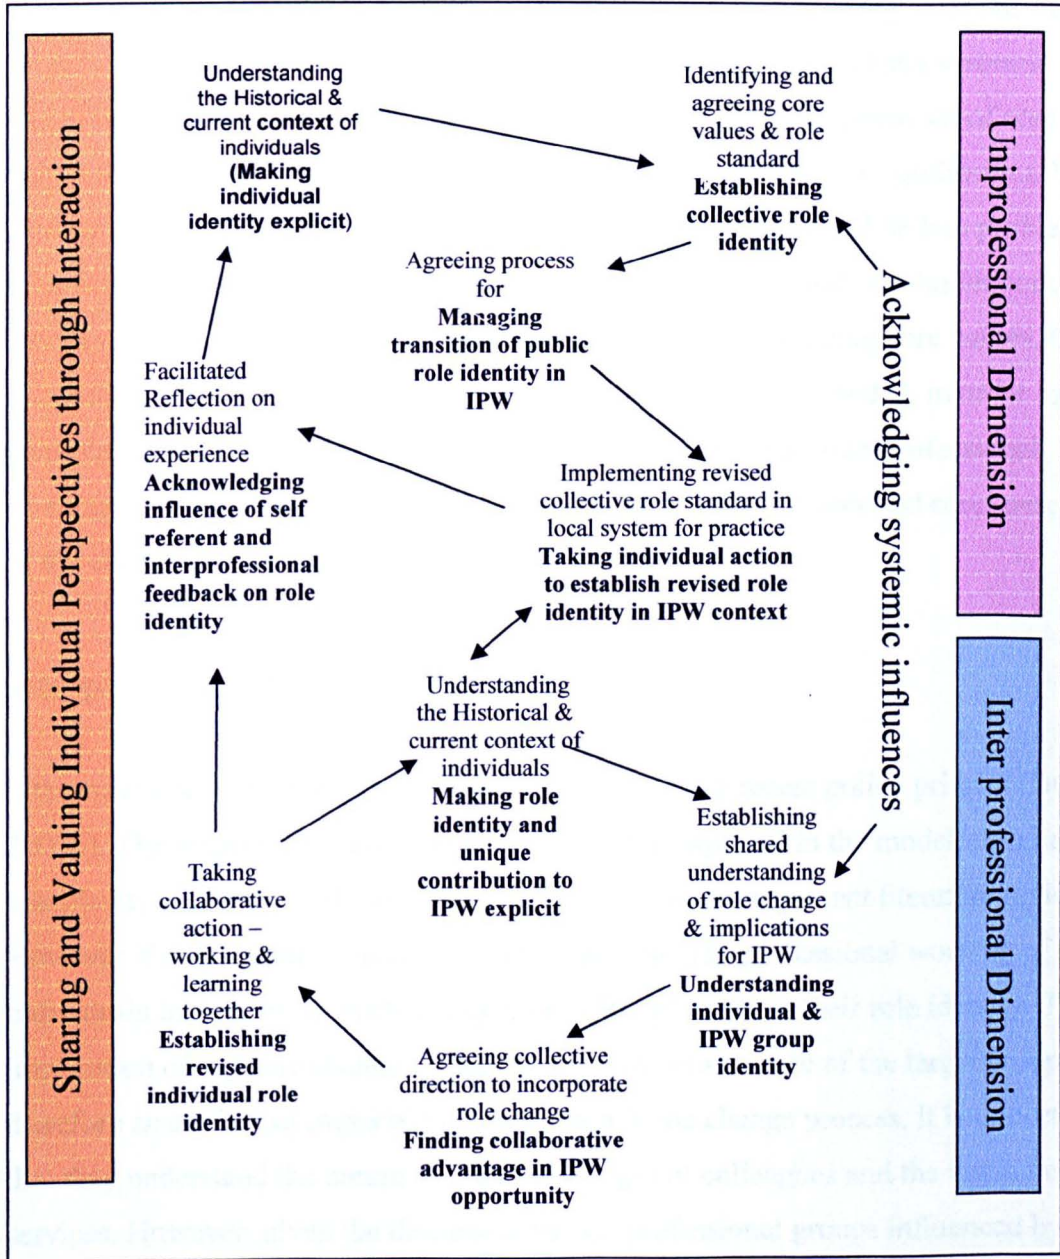 Sharing and Valuing Individual Perspectives through Interaction
Understanding
the Historical &
current context of
individuals
(Making
individual
identity explicit)
Identifying and
agreeing core
values & role
standard
Establishing
collective role
identity
Agreeing process
for
Managing
transition of public
role identity in
IPW
Facilitated
Reflection on
individual
experience
Acknowledging
influence of self
referent and
interprofessional
feedback on role
identity
Implementing revised
collective role standard in
local system for practice
Taking individual action
to establish revised role
identity in IPW context
Understanding
the Historical &
current context of
individuals
Making role
identity and
unique
contribution to
IPW explicit
Establishing
shared
understanding
of role change
& implications
for IPW
Understanding
individual &
IPW group
identity
Taking
collaborative
action –
working &
learning
together
Establishing
revised
individual role
identity
Agreeing collective
direction to incorporate
role change
Finding collaborative
advantage in IPW
opportunity
Acknowledging systemic influences
Uniprofessional Dimension
Inter professional Dimension